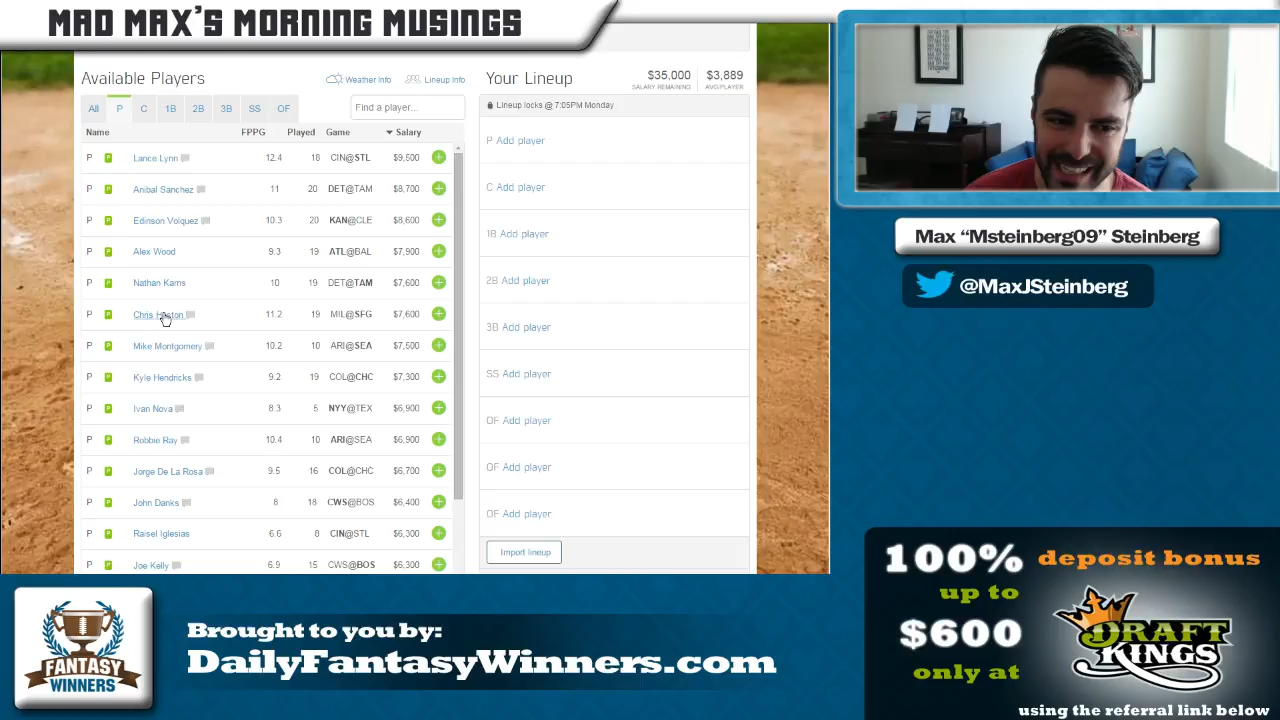 MAD MAX'S MORNING MUSINGS
Available Players
Weather Info
Lineup Info
All P C 1B 2B 3B SS OF
Find a player...
Name FPPG Played Game Salary
P P Lance Lynn 12.4 18 CIN@STL $9,500
P P Anibal Sanchez 11 20 DET@TAM $8,700
P P Edinson Volquez 10.3 20 KAN@CLE $8,600
P P Alex Wood 9.3 19 ATL@BAL $7,900
P P Nathan Karns 10 19 DET@TAM $7,600
P P Chris 11.2 19 MIL@SFG $7,600
P P Mike Montgomery 10.2 10 ARI@SEA $7,500
P P Kyle Hendricks 9.2 19 COL@CHC $7,300
P P Ivan Nova 8.3 5 NYY@TEX $6,900
P P Robbie Ray 10.4 10 ARI@SEA $6,900
P P Jorge De La Rosa 9.5 16 COL@CHC $6,700
P P John Danks 8 18 CWS@BOS $6,400
P P Raisel Iglesias 6.6 8 CIN@STL $6,300
P P Joe Kelly 6.9 15 CWS@BOS $6,300
Your Lineup
$35,000 $3,889
SALARY REMAINING AVG/PLAYER
Lineup locks @ 7:05PM Monday
P Add player
C Add player
1B Add player
2B Add player
3B Add player
SS Add player
OF Add player
OF Add player
OF Add player
Import lineup
Max "Msteinberg09" Steinberg
@MaxJSteinberg
FANTASY
WINNERS
Brought to you by:
DailyFantasyWinners.com
100% deposit bonus
up to
$600
only at
DRAFT
KINGS
using the referral link below